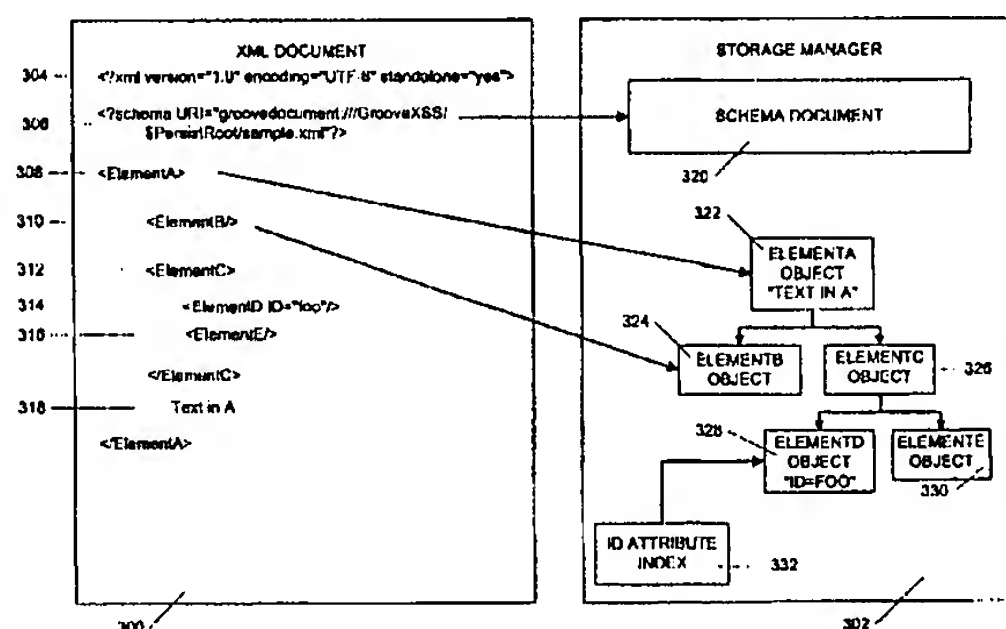 XML DOCUMENT
304
<?xml version="1.0" encoding="UTF-8" standalone="yes">
306
<?schema URI="groovedocument:///GrooveXSS/
$PersistRoot/sample.xml"?>
308
<ElementA>
310
<ElementB/>
312
<ElementC>
314
<ElementD ID="foo"/>
316
<ElementE/>
</ElementC>
318
Text in A
</ElementA>
300
STORAGE MANAGER
SCHEMA DOCUMENT
320
322
ELEMENTA
OBJECT
"TEXT IN A"
324
ELEMENTB
OBJECT
ELEMENTC
OBJECT
326
328
ELEMENTD
OBJECT
"ID=FOO"
ELEMENTE
OBJECT
330
ID ATTRIBUTE
INDEX
332
302